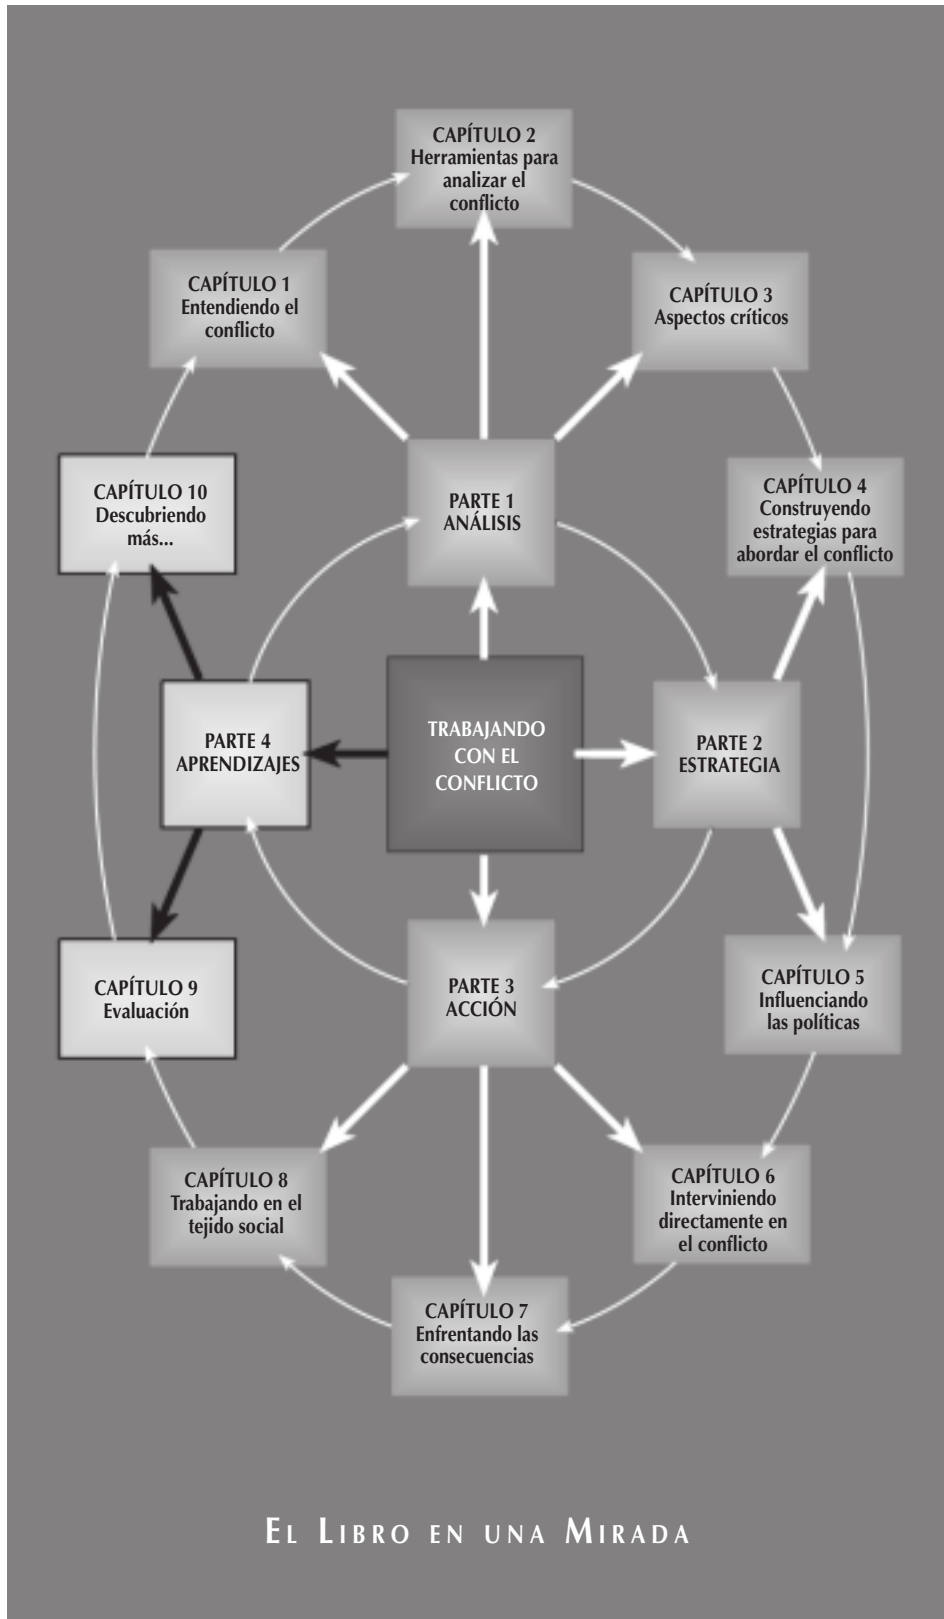 CAPÍTULO 2
Herramientas para
analizar el
conflicto
CAPÍTULO 1
Entendiendo el
conflicto
CAPÍTULO 3
Aspectos críticos
CAPÍTULO 10
Descubriendo
más...
PARTE 1
ANÁLISIS
CAPÍTULO 4
Construyendo
estrategias para
abordar el conflicto
PARTE 4
APRENDIZAJES
TRABAJANDO
CON EL
CONFLICTO
PARTE 2
ESTRATEGIA
CAPÍTULO 9
Evaluación
PARTE 3
ACCIÓN
CAPÍTULO 5
Influenciando
las políticas
CAPÍTULO 8
Trabajando en el
tejido social
CAPÍTULO 6
Interviniendo
directamente en
el conflicto
CAPÍTULO 7
Enfrentando las
consecuencias
EL LIBRO EN UNA MIRADA